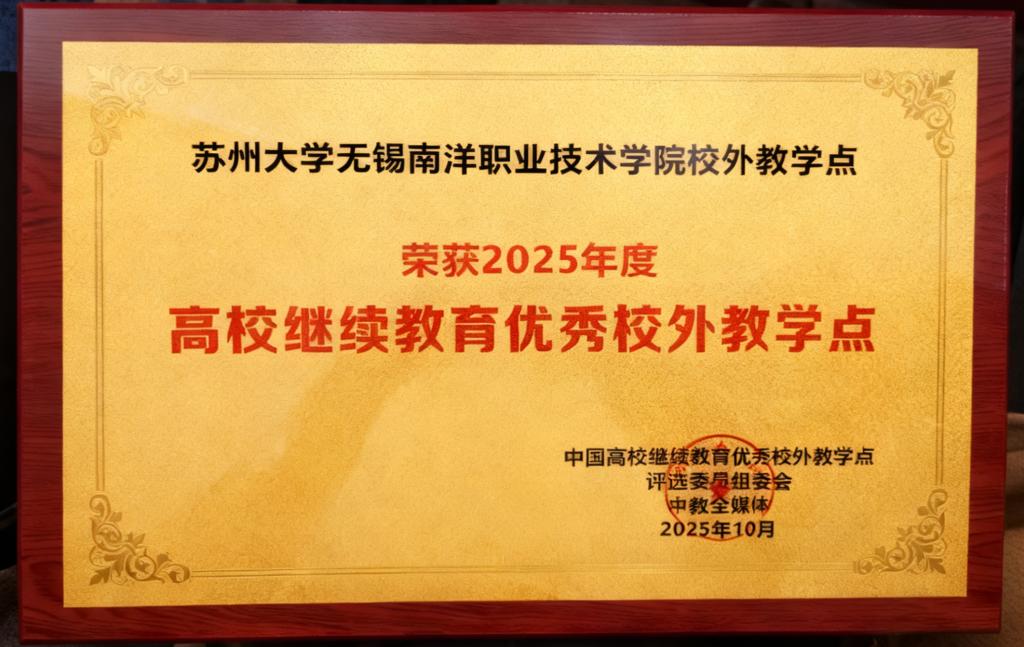 苏州大学无锡南洋职业技术学院校外教学点
荣获2025年度
高校继续教育优秀校外教学点
中国高校继续教育优秀校外教学点
评选委员组委会
中教全媒体
2025年10月